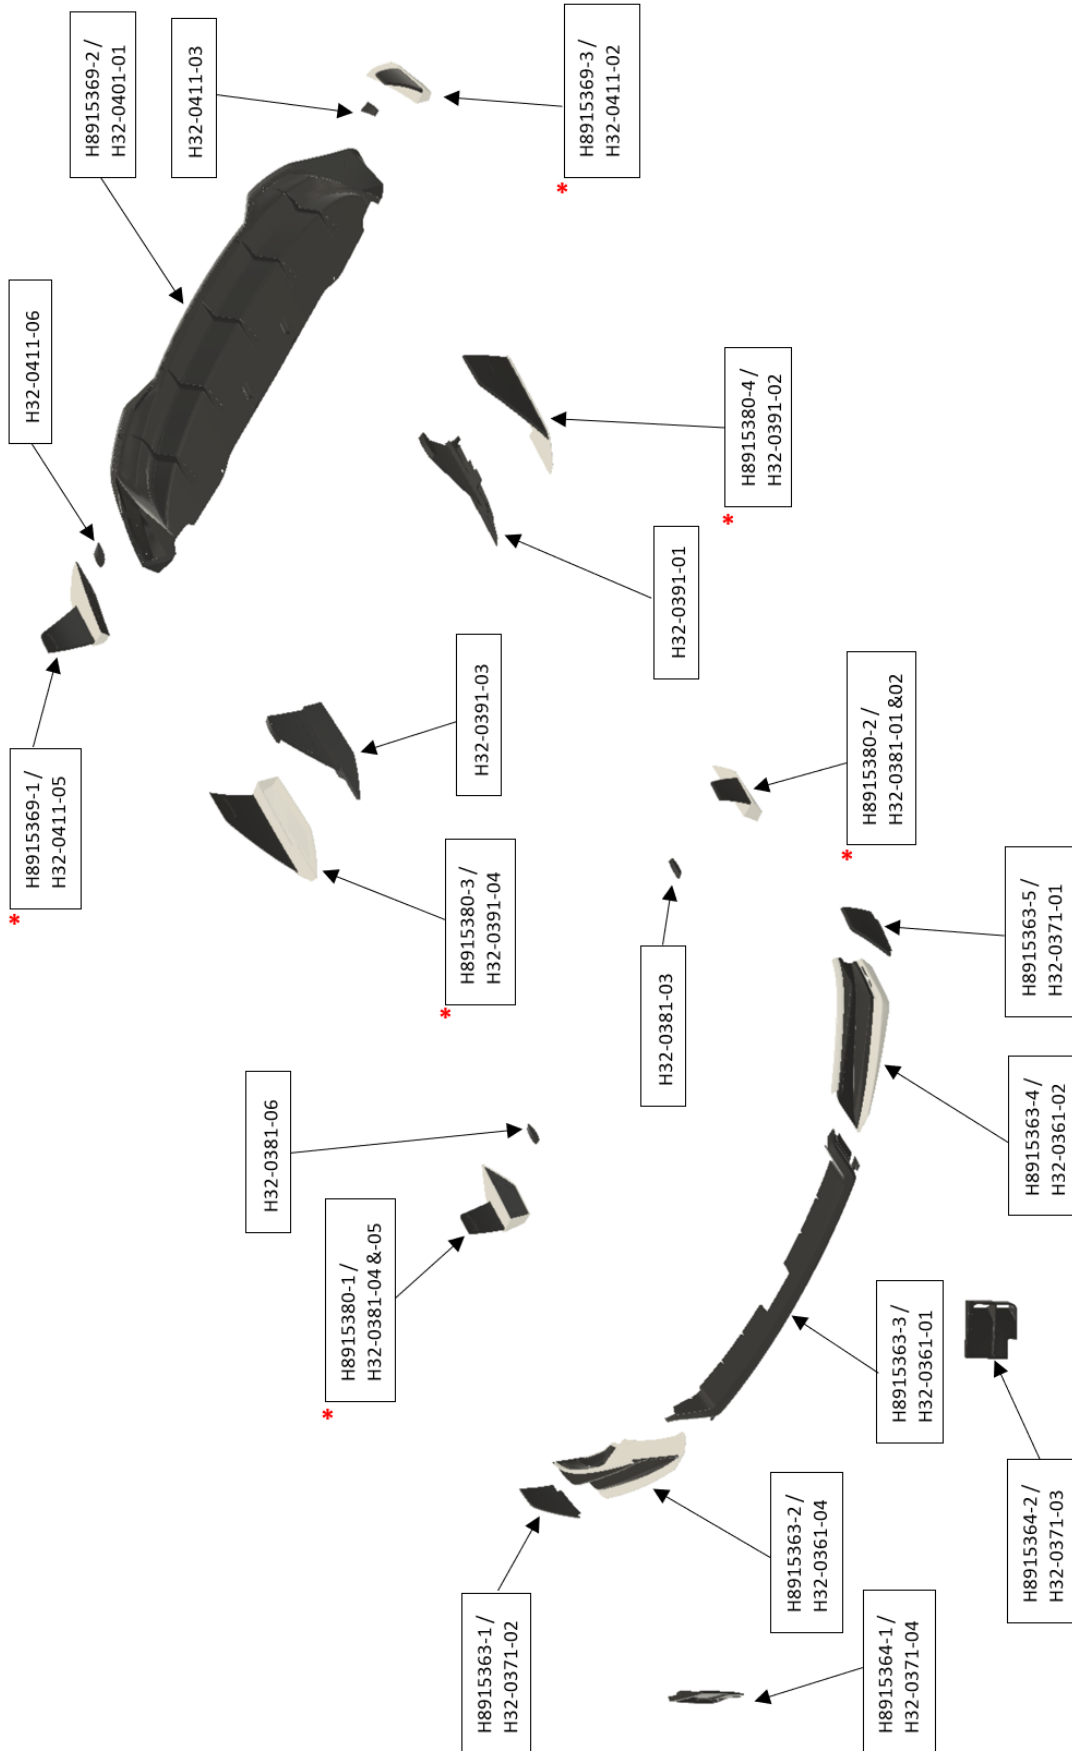 H8915369-2 /
H32-0401-01
H32-0411-03
*
H8915369-3 /
H32-0411-02
H32-0411-06
*
H8915380-4 /
H32-0391-02
H32-0391-01
*
H8915369-1 /
H32-0411-05
H32-0391-03
*
H8915380-2 /
H32-0381-01 &02
*
H8915380-3 /
H32-0391-04
H32-0381-03
H8915363-5 /
H32-0371-01
H32-0381-06
H8915363-4 /
H32-0361-02
*
H8915380-1 /
H32-0381-04 &-05
H8915363-3 /
H32-0361-01
H8915364-2 /
H32-0371-03
H8915363-2 /
H32-0361-04
H8915363-1 /
H32-0371-02
H8915364-1 /
H32-0371-04